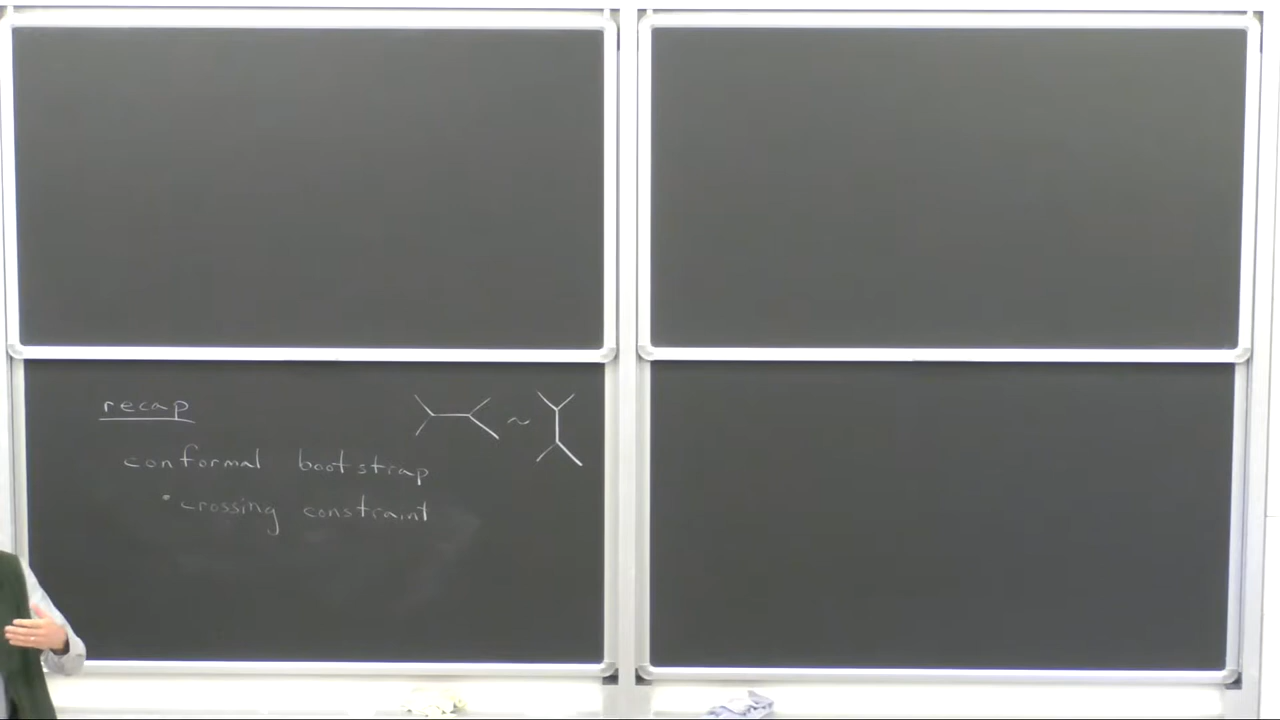 recap
~
conformal bootstrap
• crossing constraint